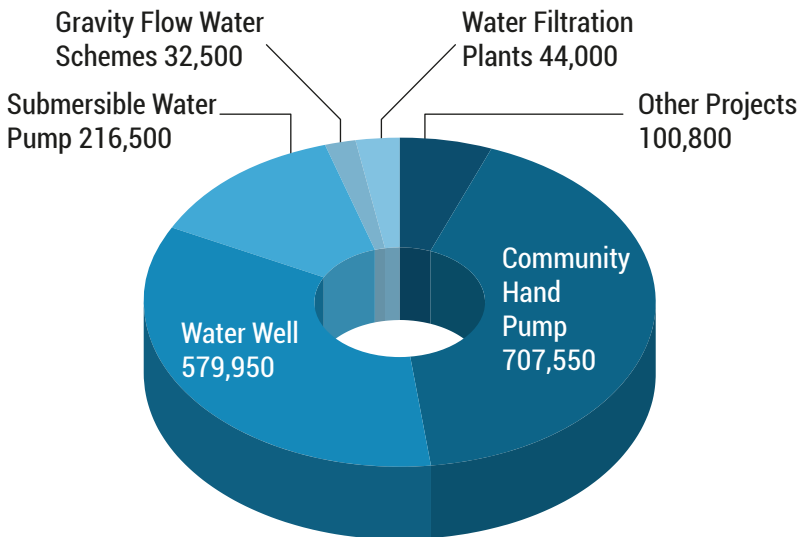 Gravity Flow Water
Schemes 32,500
Water Filtration
Plants 44,000
Submersible Water
Pump 216,500
Other Projects
100,800
Community
Hand
Pump
707,550
Water Well
579,950